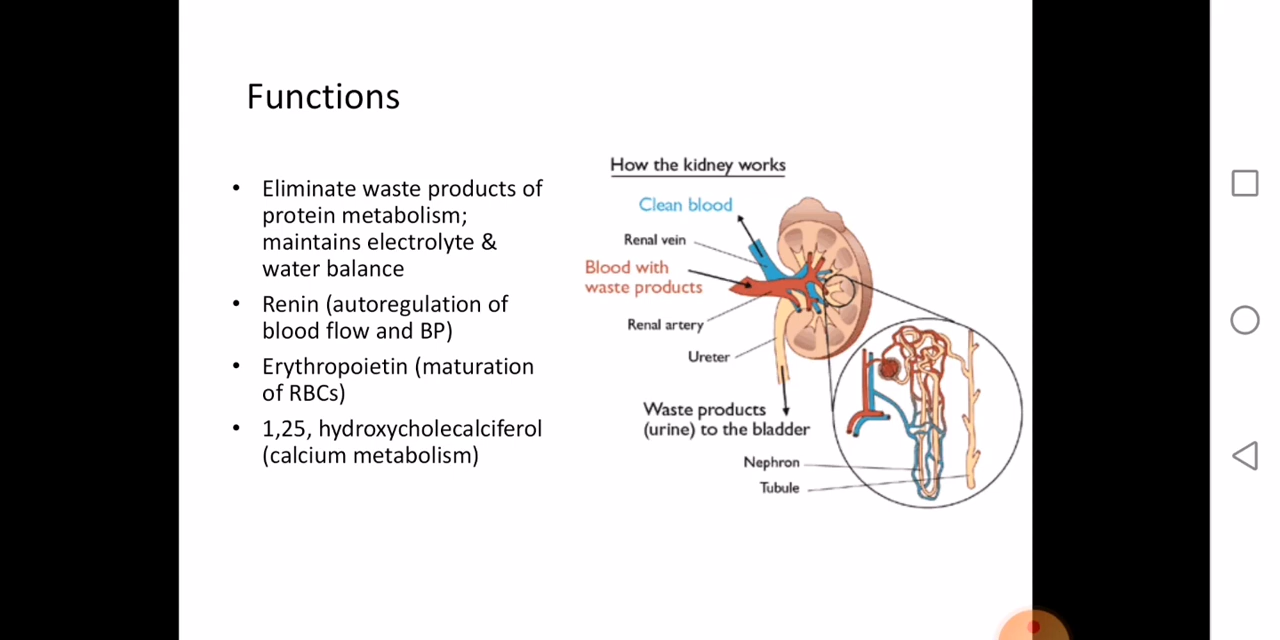 Functions
• Eliminate waste products of
protein metabolism;
maintains electrolyte &
water balance
• Renin (autoregulation of
blood flow and BP)
• Erythropoietin (maturation
of RBCs)
• 1,25, hydroxycholecalciferol
(calcium metabolism)
How the kidney works
Clean blood
Renal vein
Blood with
waste products
Renal artery
Ureter
Waste products
(urine) to the bladder
Nephron
Tubule